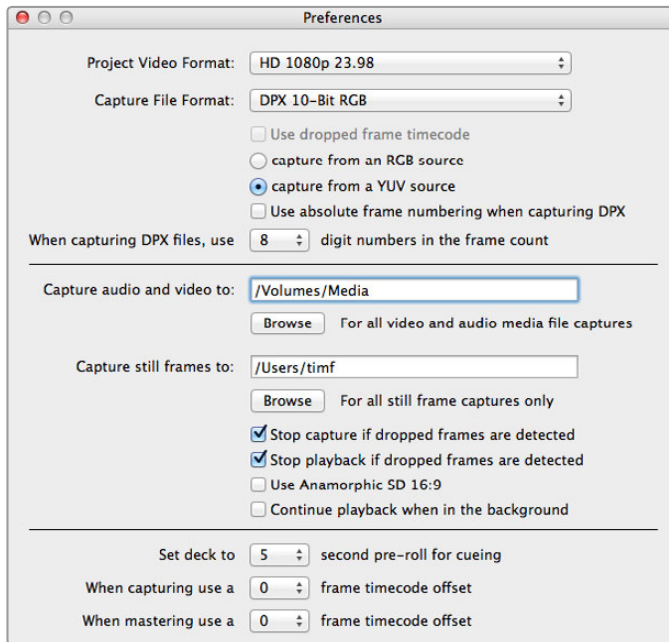 Preferences
Project Video Format: HD 1080p 23.98
Capture File Format: DPX 10-Bit RGB
Use dropped frame timecode
capture from an RGB source
capture from a YUV source
Use absolute frame numbering when capturing DPX
When capturing DPX files, use 8 digit numbers in the frame count
Capture audio and video to: /Volumes/Media
Browse For all video and audio media file captures
Capture still frames to: /Users/timf
Browse For all still frame captures only
Stop capture if dropped frames are detected
Stop playback if dropped frames are detected
Use Anamorphic SD 16:9
Continue playback when in the background
Set deck to 5 second pre-roll for cueing
When capturing use a 0 frame timecode offset
When mastering use a 0 frame timecode offset